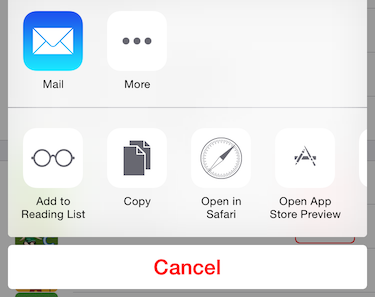 Mail
More
Add to
Reading List
Copy
Open in
Safari
Open App
Store Preview
Cancel